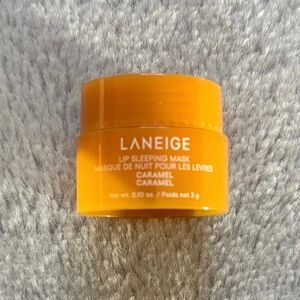 LANEIGE
LIP SLEEPING MASK
MASQUE DE NUIT POUR LES LÈVRES
CARAMEL
CARAMEL
Net wt. 0.10 oz. / Poids net 3 g